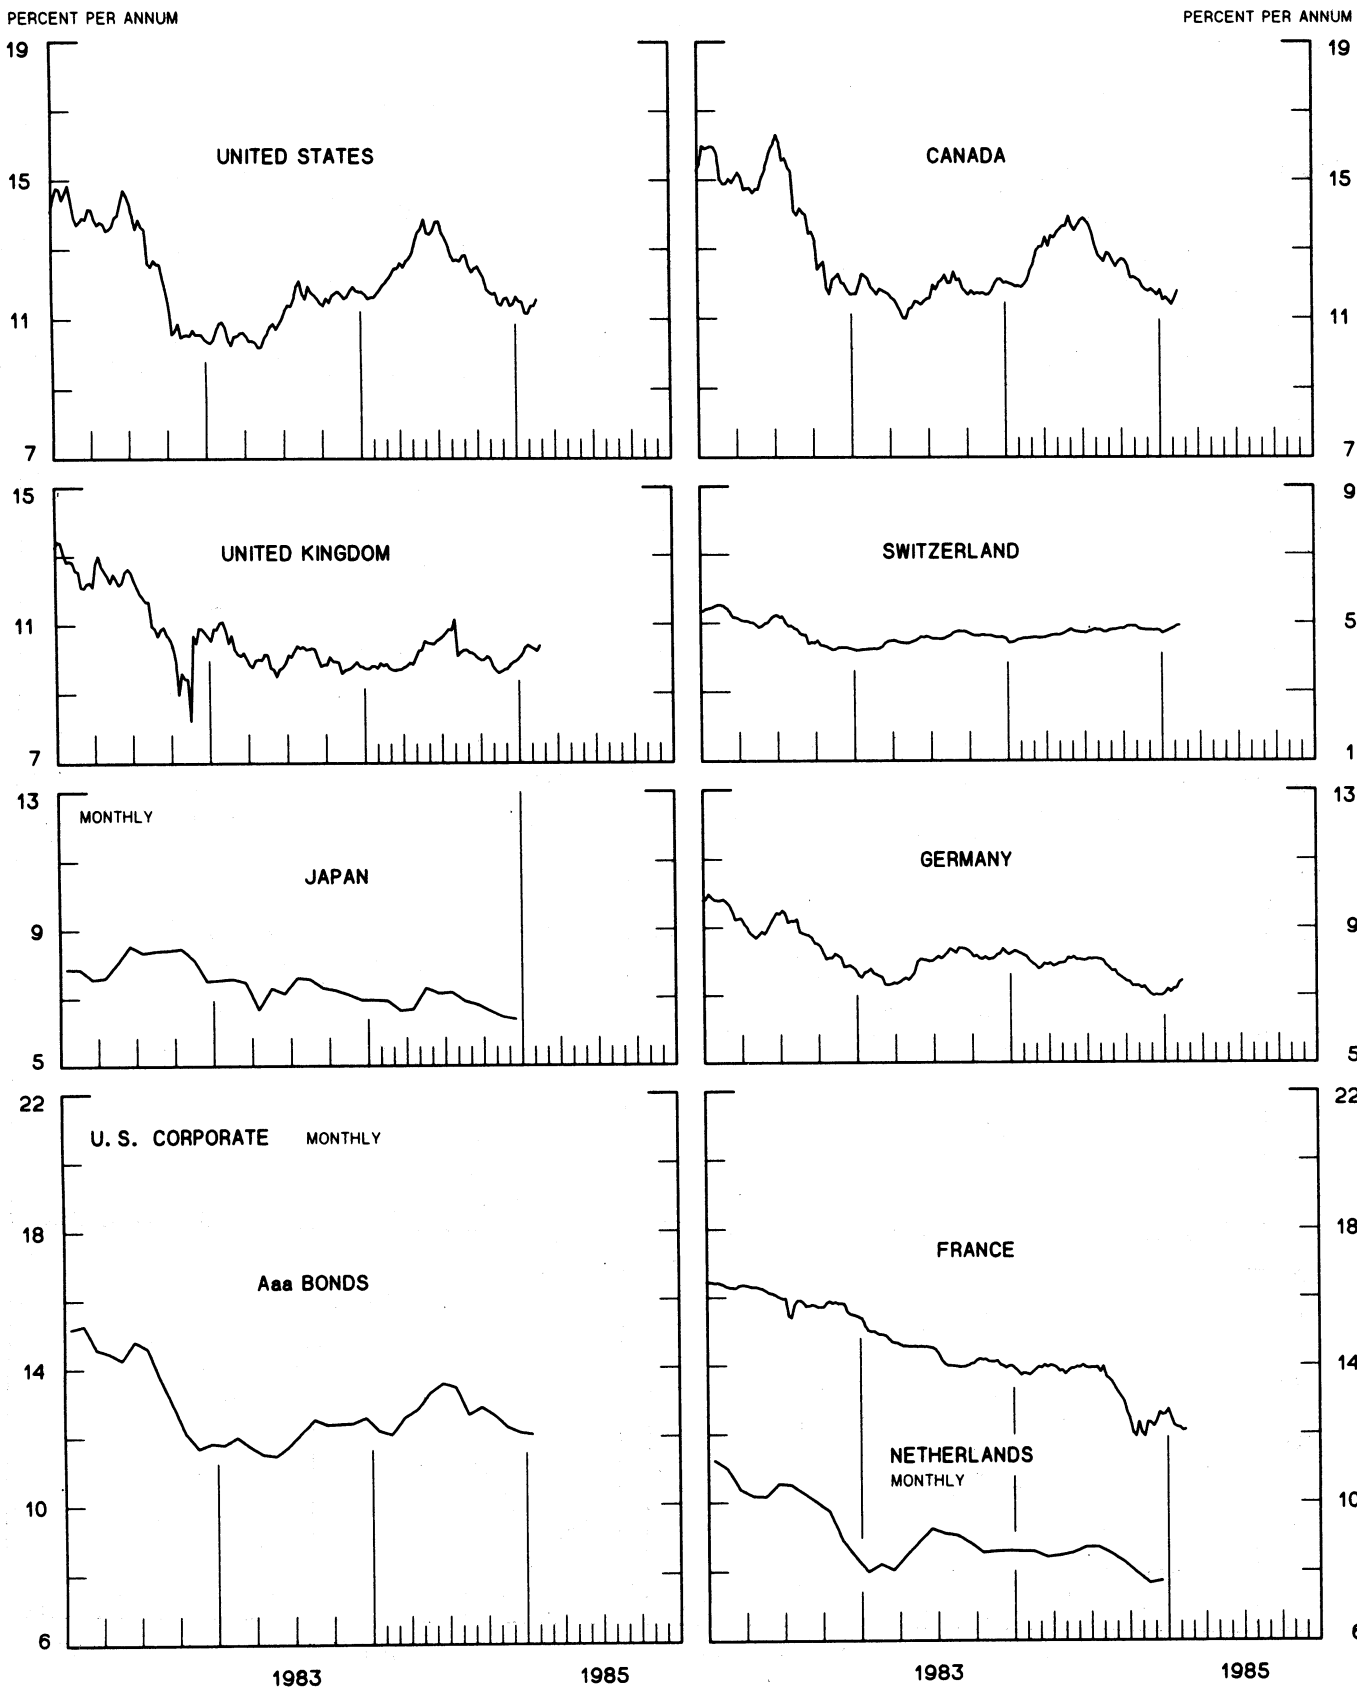 PERCENT PER ANNUM PERCENT PER ANNUM
19 19
UNITED STATES CANADA
15 15
11 11
7 7
15 9
UNITED KINGDOM SWITZERLAND
11 5
7 1
13 13
MONTHLY
JAPAN GERMANY
9 9
5 5
22 22
U.S. CORPORATE MONTHLY
18 18
FRANCE
Aaa BONDS
14 14
NETHERLANDS
MONTHLY
10 10
6 6
1983 1985 1983 1985